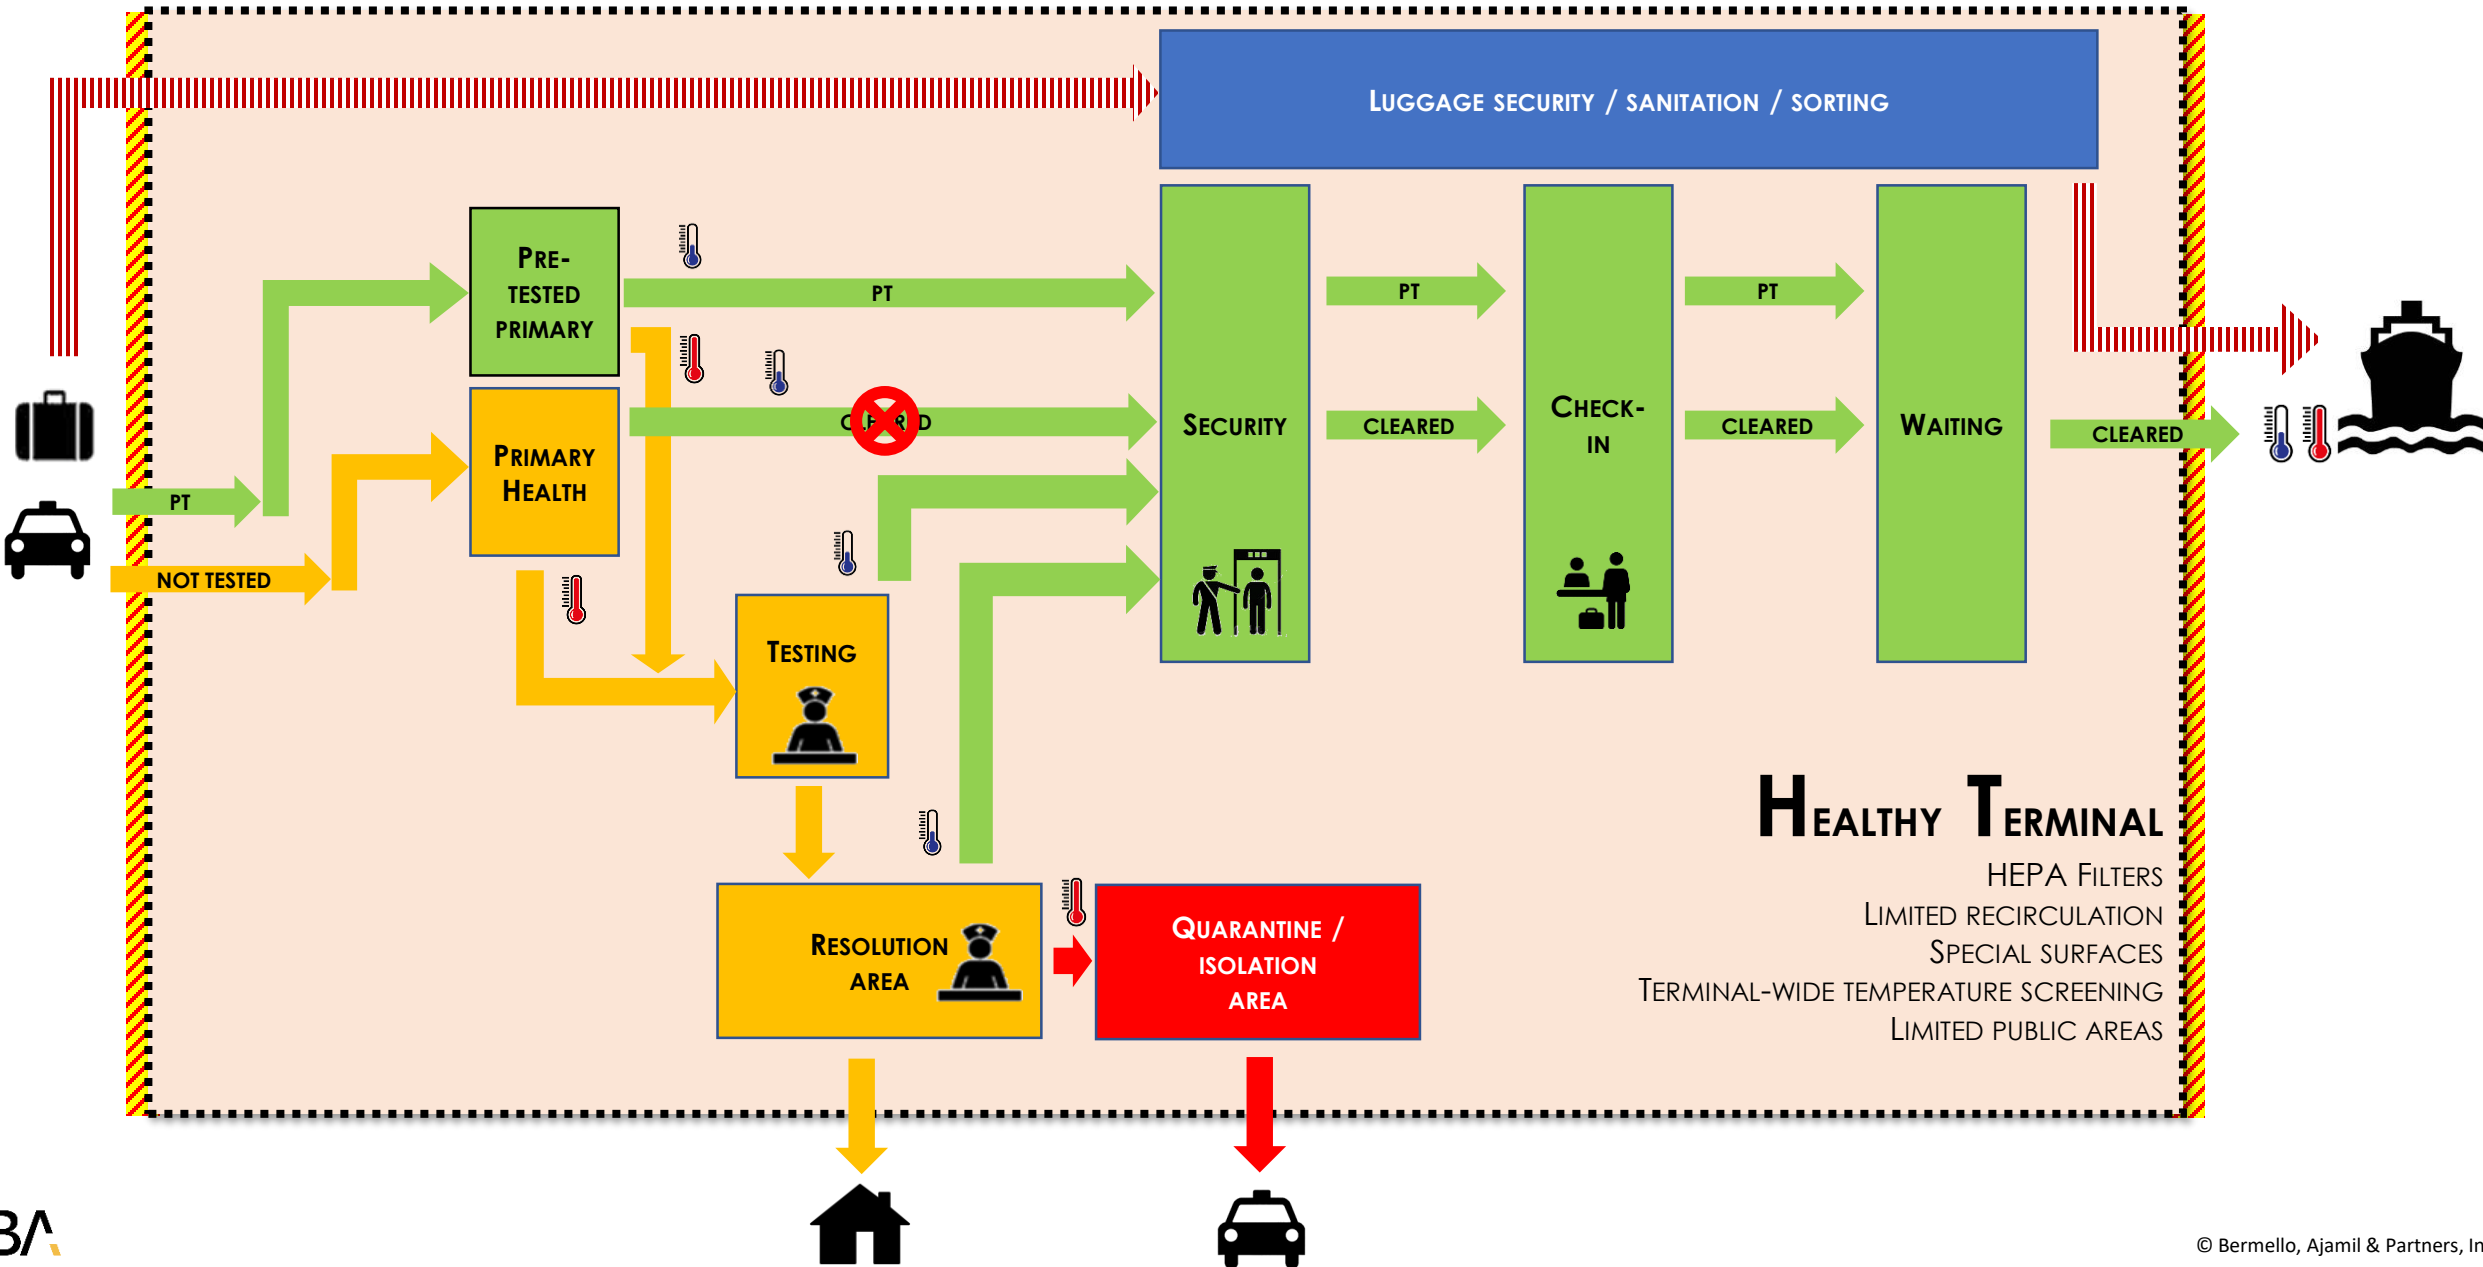 LUGGAGE SECURITY / SANITATION / SORTING
PRE-
TESTED
PRIMARY
PT
PT
PT
PRIMARY
HEALTH
SECURITY
CLEARED
CHECK-
IN
CLEARED
WAITING
CLEARED
PT
NOT TESTED
TESTING
RESOLUTION
AREA
QUARANTINE /
ISOLATION
AREA
HEALTHY TERMINAL
HEPA FILTERS
LIMITED RECIRCULATION
SPECIAL SURFACES
TERMINAL-WIDE TEMPERATURE SCREENING
LIMITED PUBLIC AREAS
BA
© Bermello, Ajamil & Partners, In